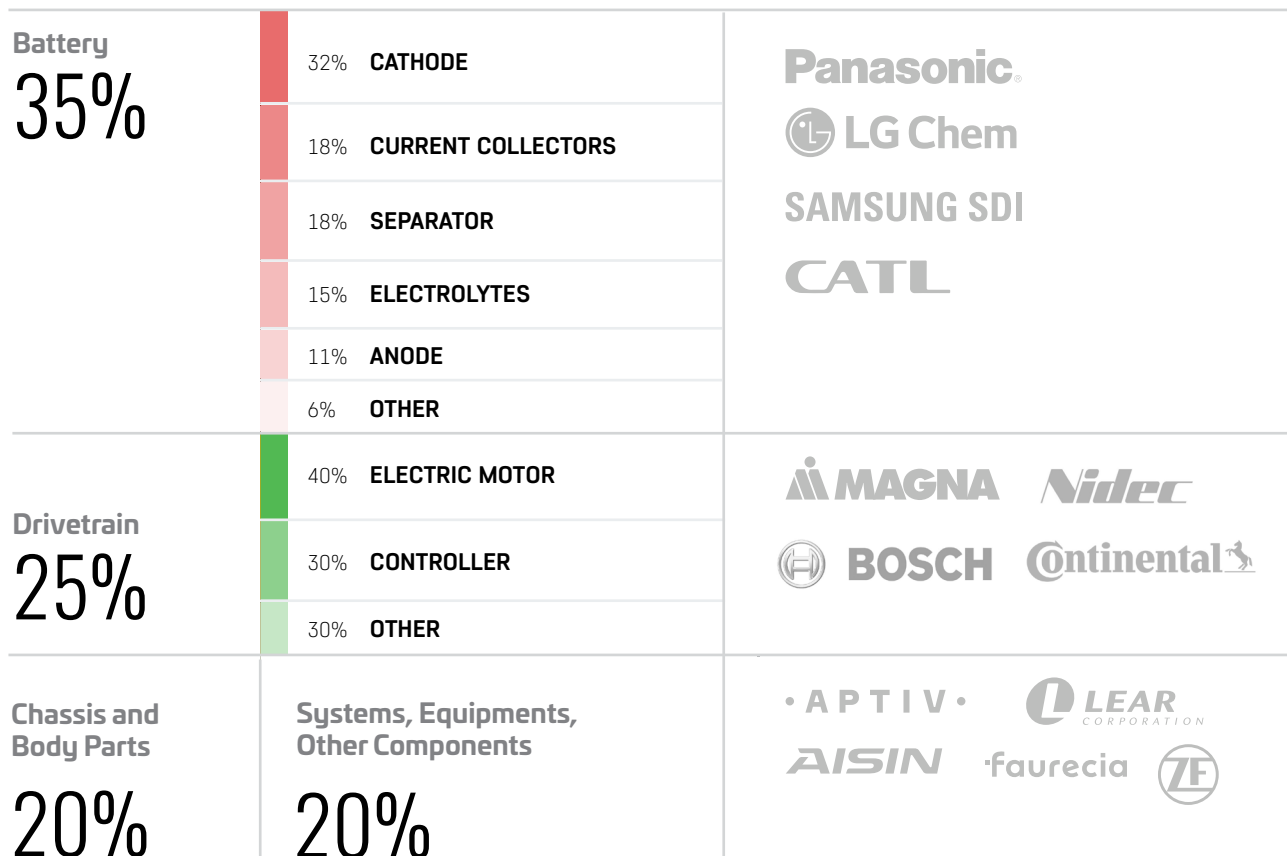 Battery
35%
32% CATHODE
18% CURRENT COLLECTORS
18% SEPARATOR
15% ELECTROLYTES
11% ANODE
6% OTHER
Panasonic®
LG Chem
SAMSUNG SDI
CATL
Drivetrain
25%
40% ELECTRIC MOTOR
30% CONTROLLER
30% OTHER
MAGNA Nidec
BOSCH Continental
Chassis and
Body Parts
20%
Systems, Equipments,
Other Components
20%
• APTIV • LEAR
CORPORATION
AISIN faurecia ZF